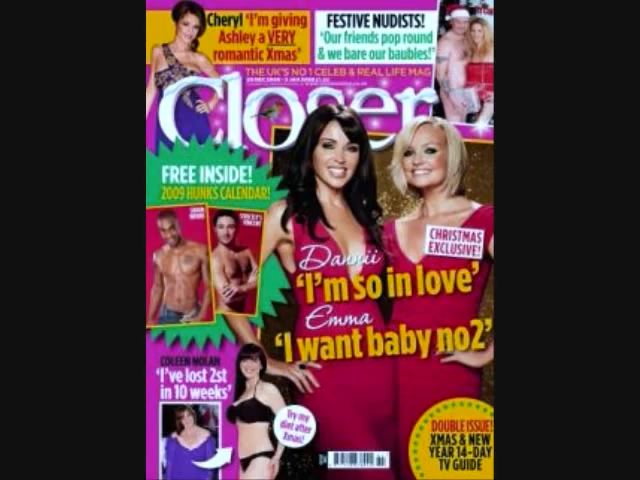 Cheryl 'I'm giving
Ashley a VERY
romantic Xmas'
FESTIVE NUDISTS!
'Our friends pop round
& we bare our baubles!'
THE UK'S NO 1 CELEB & REAL LIFE MAG
Closer
FREE INSIDE!
2009 HUNKS CALENDAR!
CHRISTMAS
EXCLUSIVE!
Dannii
'I'm so in love'
Emma
'I want baby no2'
COLEEN NOLAN
'I've lost 2st
in 10 weeks'
Try my
diet after
Xmas!
DOUBLE ISSUE!
XMAS & NEW
YEAR 14-DAY
TV GUIDE